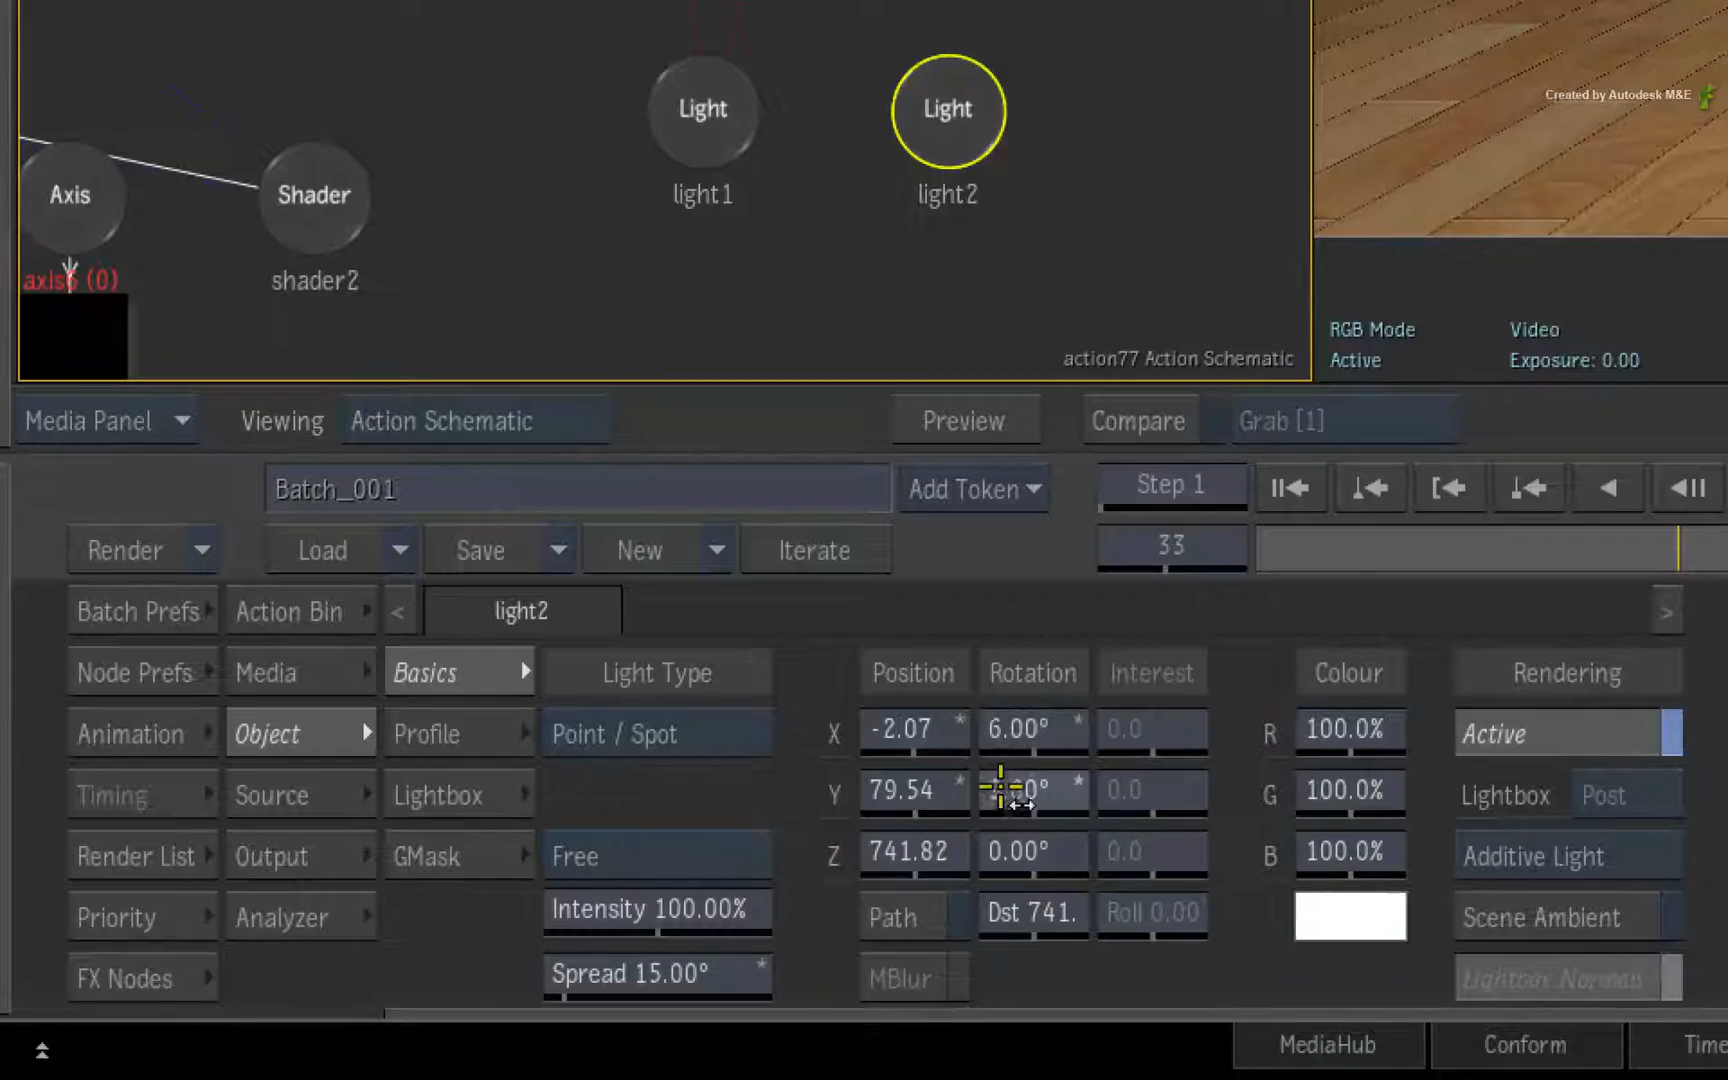 Light
Light
light1
light2
Axis
Shader
axis6 (0)
shader2
Created by Autodesk M&E
action77 Action Schematic
RGB Mode
Video
Active
Exposure: 0.00
Media Panel
Viewing
Action Schematic
Preview
Compare
Grab [1]
Batch_001
Add Token
Step 1
Render
Load
Save
New
Iterate
33
Batch Prefs
Action Bin
<
light2
>
Node Prefs
Media
Basics
Light Type
Position
Rotation
Interest
Colour
Rendering
Animation
Object
Profile
Point / Spot
X
-2.07 *
6.00° *
0.0
R
100.0%
Active
Timing
Source
Lightbox
Y
79.54 *
0.0
G
100.0%
Lightbox
Post
Render List
Output
GMask
Free
Z
741.82
0.00°
0.0
B
100.0%
Additive Light
Priority
Analyzer
Intensity 100.00%
Path
Dst 741.
Roll 0.00
Scene Ambient
FX Nodes
Spread 15.00° *
MBlur
Lightbox Normals
MediaHub
Conform
Time